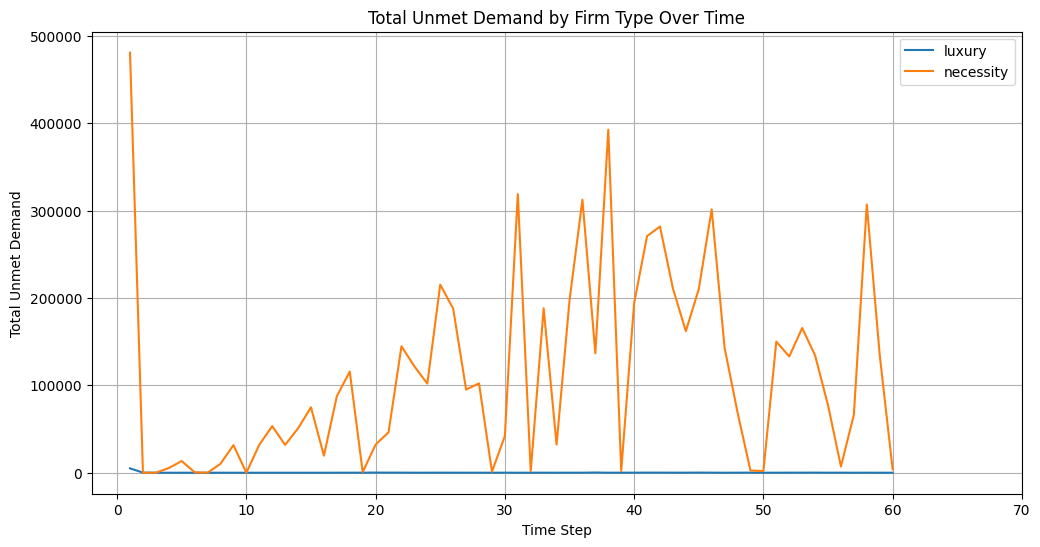 Total Unmet Demand by Firm Type Over Time
Total Unmet Demand
500000
400000
300000
200000
100000
0
luxury
necessity
0 10 20 30 40 50 60 70
Time Step